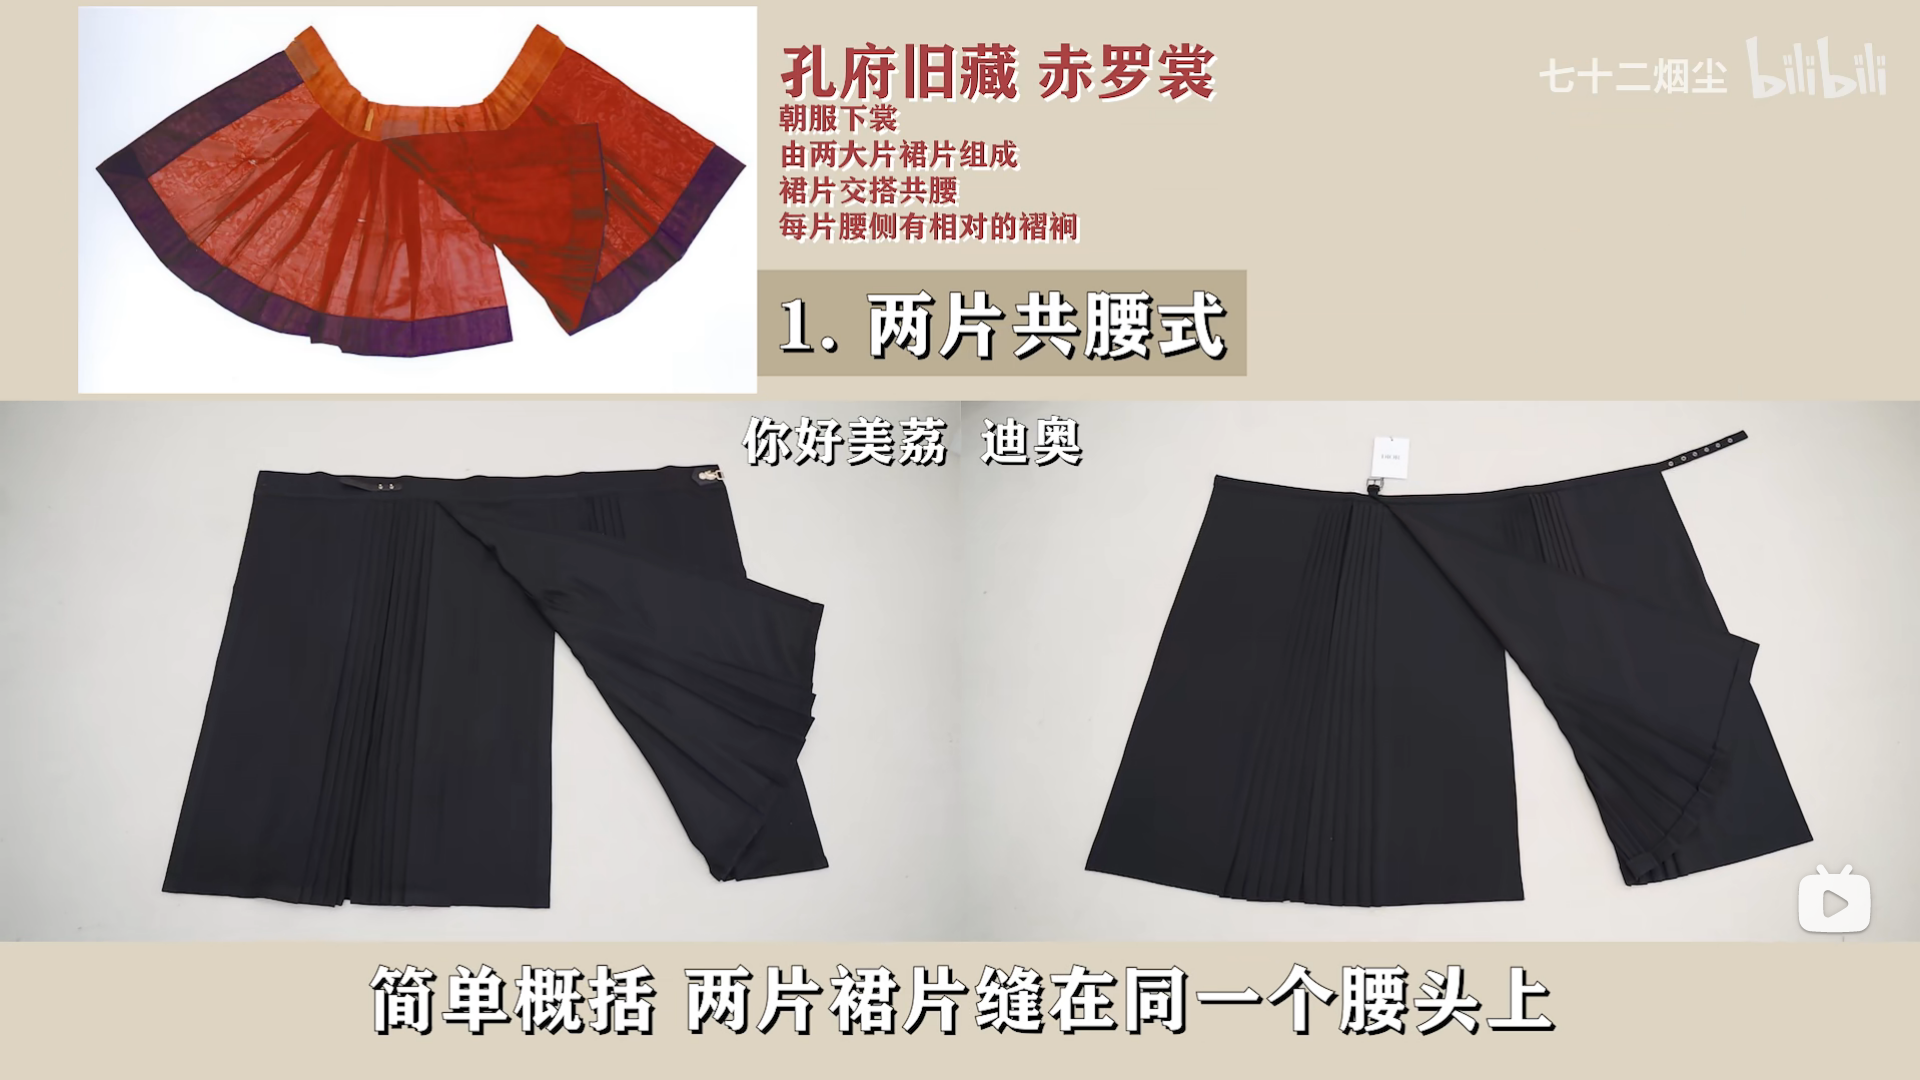 孔府旧藏 赤罗裳
朝服下裳
由两大片裙片组成
裙片交搭共腰
每片腰侧有相对的褶裥
七十二烟尘 bilibili
1. 两片共腰式
你好美荔 迪奥
简单概括 两片裙片缝在同一个腰头上